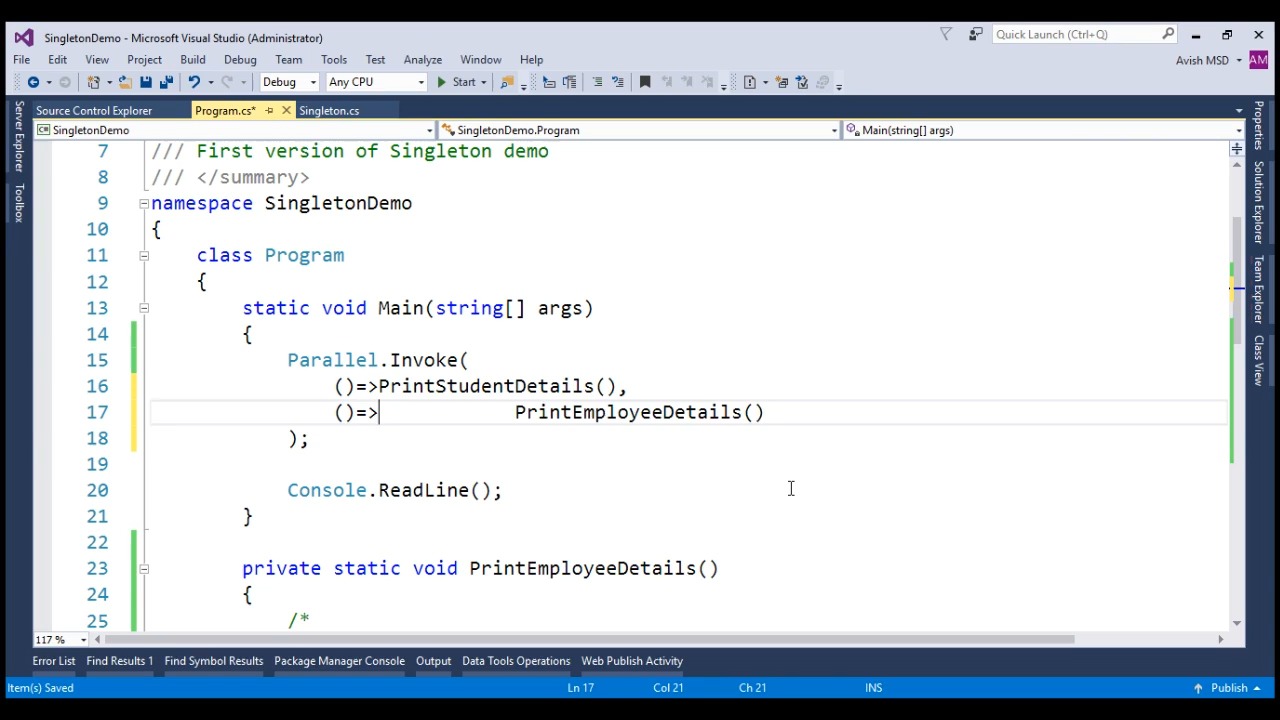 SingletonDemo - Microsoft Visual Studio (Administrator)
Quick Launch (Ctrl+Q)
File Edit View Project Build Debug Team Tools Test Analyze Window Help
Avish MSD AM
Debug Any CPU Start
Source Control Explorer Program.cs* Singleton.cs
SingletonDemo SingletonDemo.Program Main(string[] args)
Server Explorer
Toolbox
7 /// First version of Singleton demo
8 /// </summary>
9 namespace SingletonDemo
10 {
11 class Program
12 {
13 static void Main(string[] args)
14 {
15 Parallel.Invoke(
16 ()=>PrintStudentDetails(),
17 ()=> PrintEmployeeDetails()
18 );
19
20 Console.ReadLine();
21 }
22
23 private static void PrintEmployeeDetails()
24 {
25 /*
Properties
Solution Explorer
Team Explorer
Class View
117 %
Error List Find Results 1 Find Symbol Results Package Manager Console Output Data Tools Operations Web Publish Activity
Item(s) Saved Ln 17 Col 21 Ch 21 INS Publish